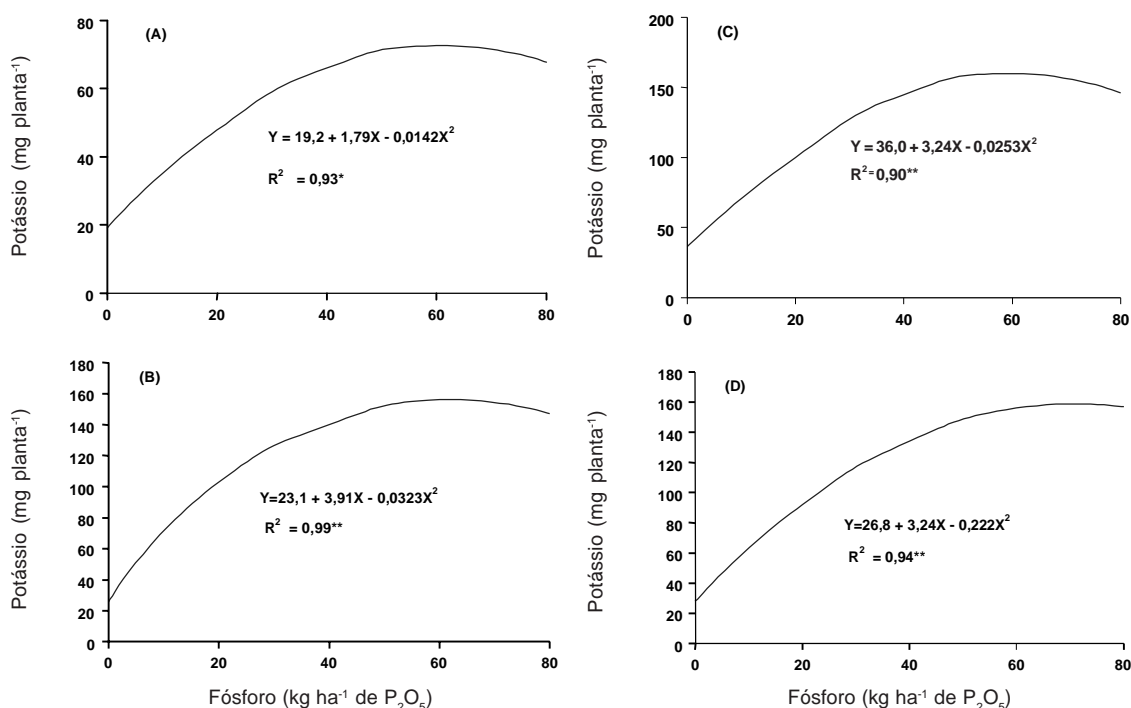 Potássio (mg planta⁻¹)
80
60
40
20
0
(A)
Y = 19,2 + 1,79X - 0,0142X²
R² = 0,93*
0 20 40 60 80
Potássio (mg planta⁻¹)
200
150
100
50
0
(C)
Y = 36,0 + 3,24X - 0,0253X²
R²= 0,90**
0 20 40 60 80
Potássio (mg planta⁻¹)
180
160
140
120
100
80
60
40
20
0
(B)
Y=23,1 + 3,91X - 0,0323X²
R² = 0,99**
0 20 40 60 80
Fósforo (kg ha⁻¹ de P₂O₅)
Potássio (mg planta⁻¹)
180
160
140
120
100
80
60
40
20
0
(D)
Y=26,8 + 3,24X - 0,222X²
R² = 0,94**
0 20 40 60 80
Fósforo (kg ha⁻¹ de P₂O₅)